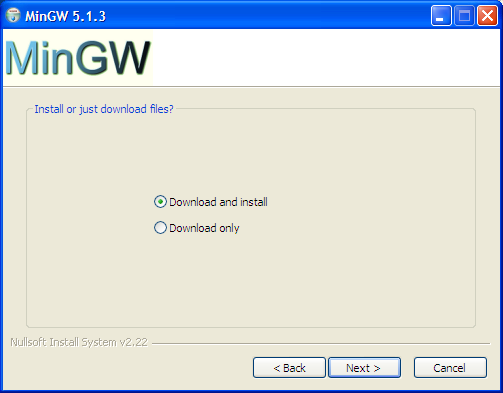 MinGW 5.1.3
MinGW
Install or just download files?
Download and install
Download only
Nullsoft Install System v2.22
< Back
Next >
Cancel